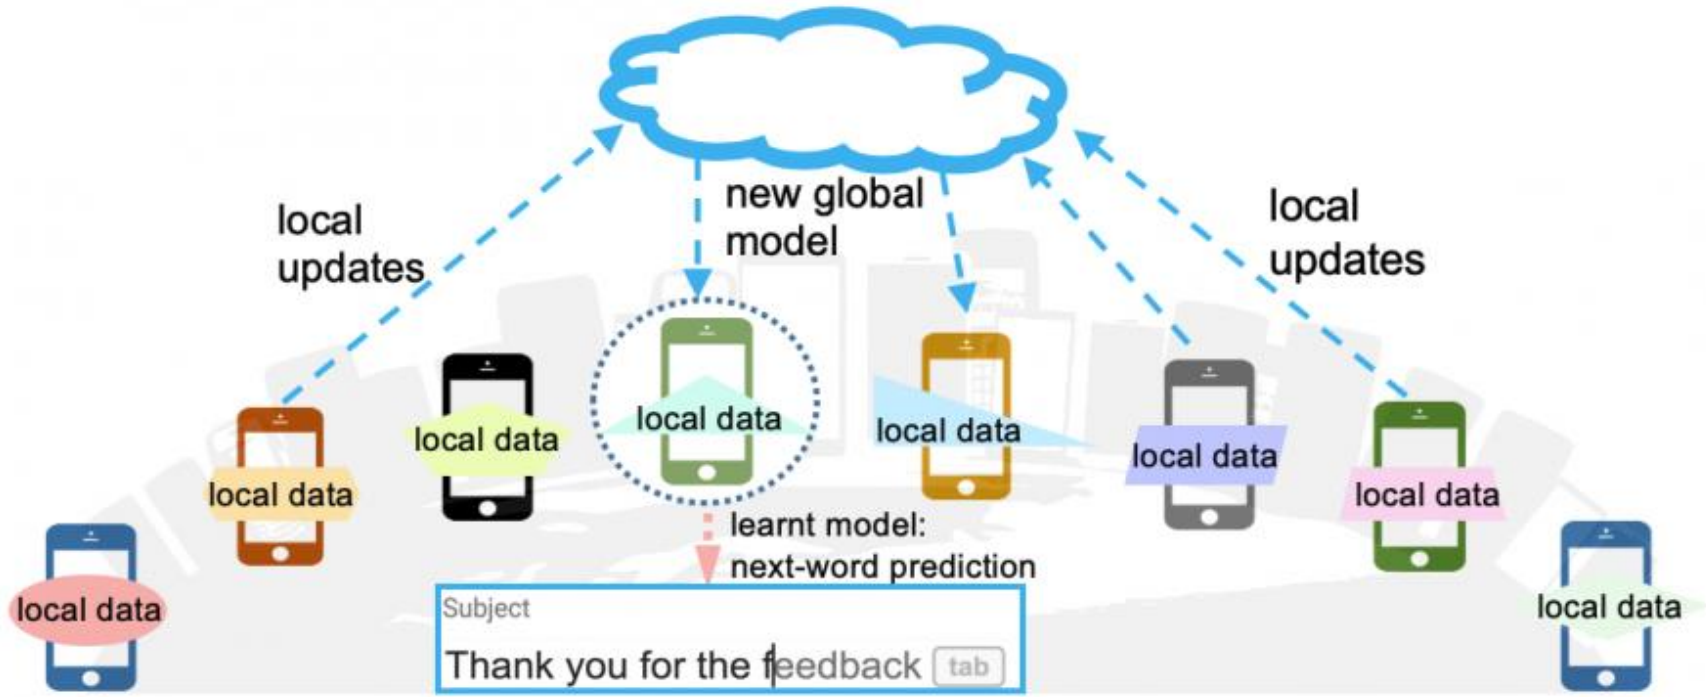 new global
model
local
updates
local
updates
local data
local data
local data
local data
local data
local data
local data
local data
learnt model:
next-word prediction
Subject
Thank you for the feedback tab